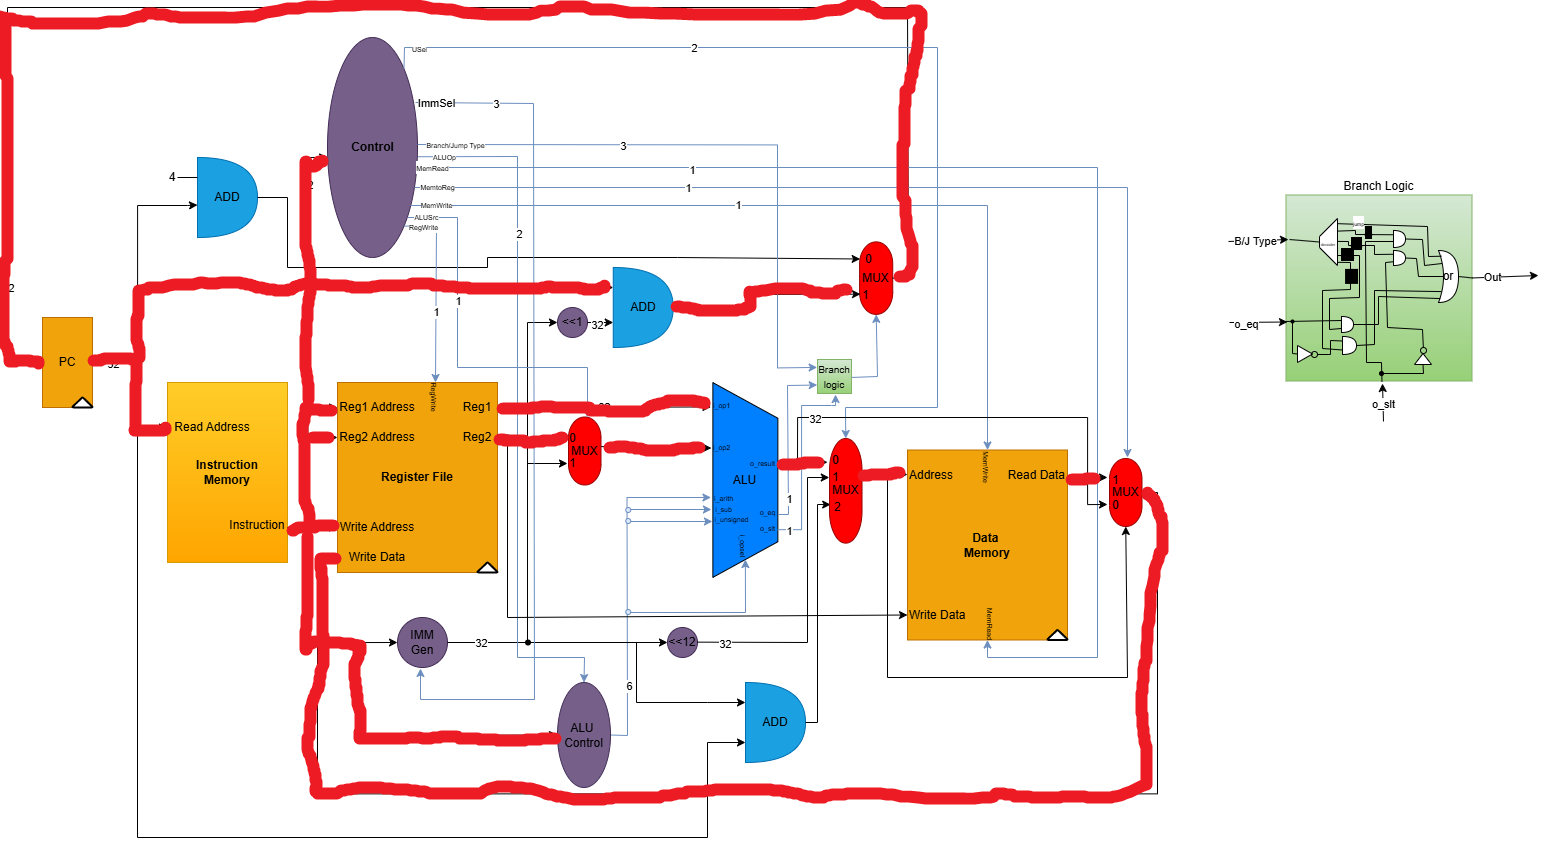 USel
2
ImmSel
3
Branch/Jump Type
3
ALUOp
MemRead
1
MemtoReg
1
MemWrite
1
ALUSrc
RegWrite
Control
2
4
ADD
2
1
1
0
MUX
1
ADD
<<1
32
2
PC
32
Branch
logic
Read Address
Instruction
Memory
Instruction
RegWrite
Reg1 Address
Reg1
Reg2 Address
Reg2
Register File
Write Address
Write Data
32
0
MUX
1
i_op1
i_op2
o_result
ALU
i_arith
i_sub
i_unsigned
o_eq
o_slt
i_opsel
1
1
32
0
1
MUX
2
MemWrite
Address
Read Data
Data
Memory
Write Data
MemRead
1
MUX
0
IMM
Gen
32
<<12
32
6
ALU
Control
ADD
Branch Logic
B/J Type
o_eq
or
Out
o_slt